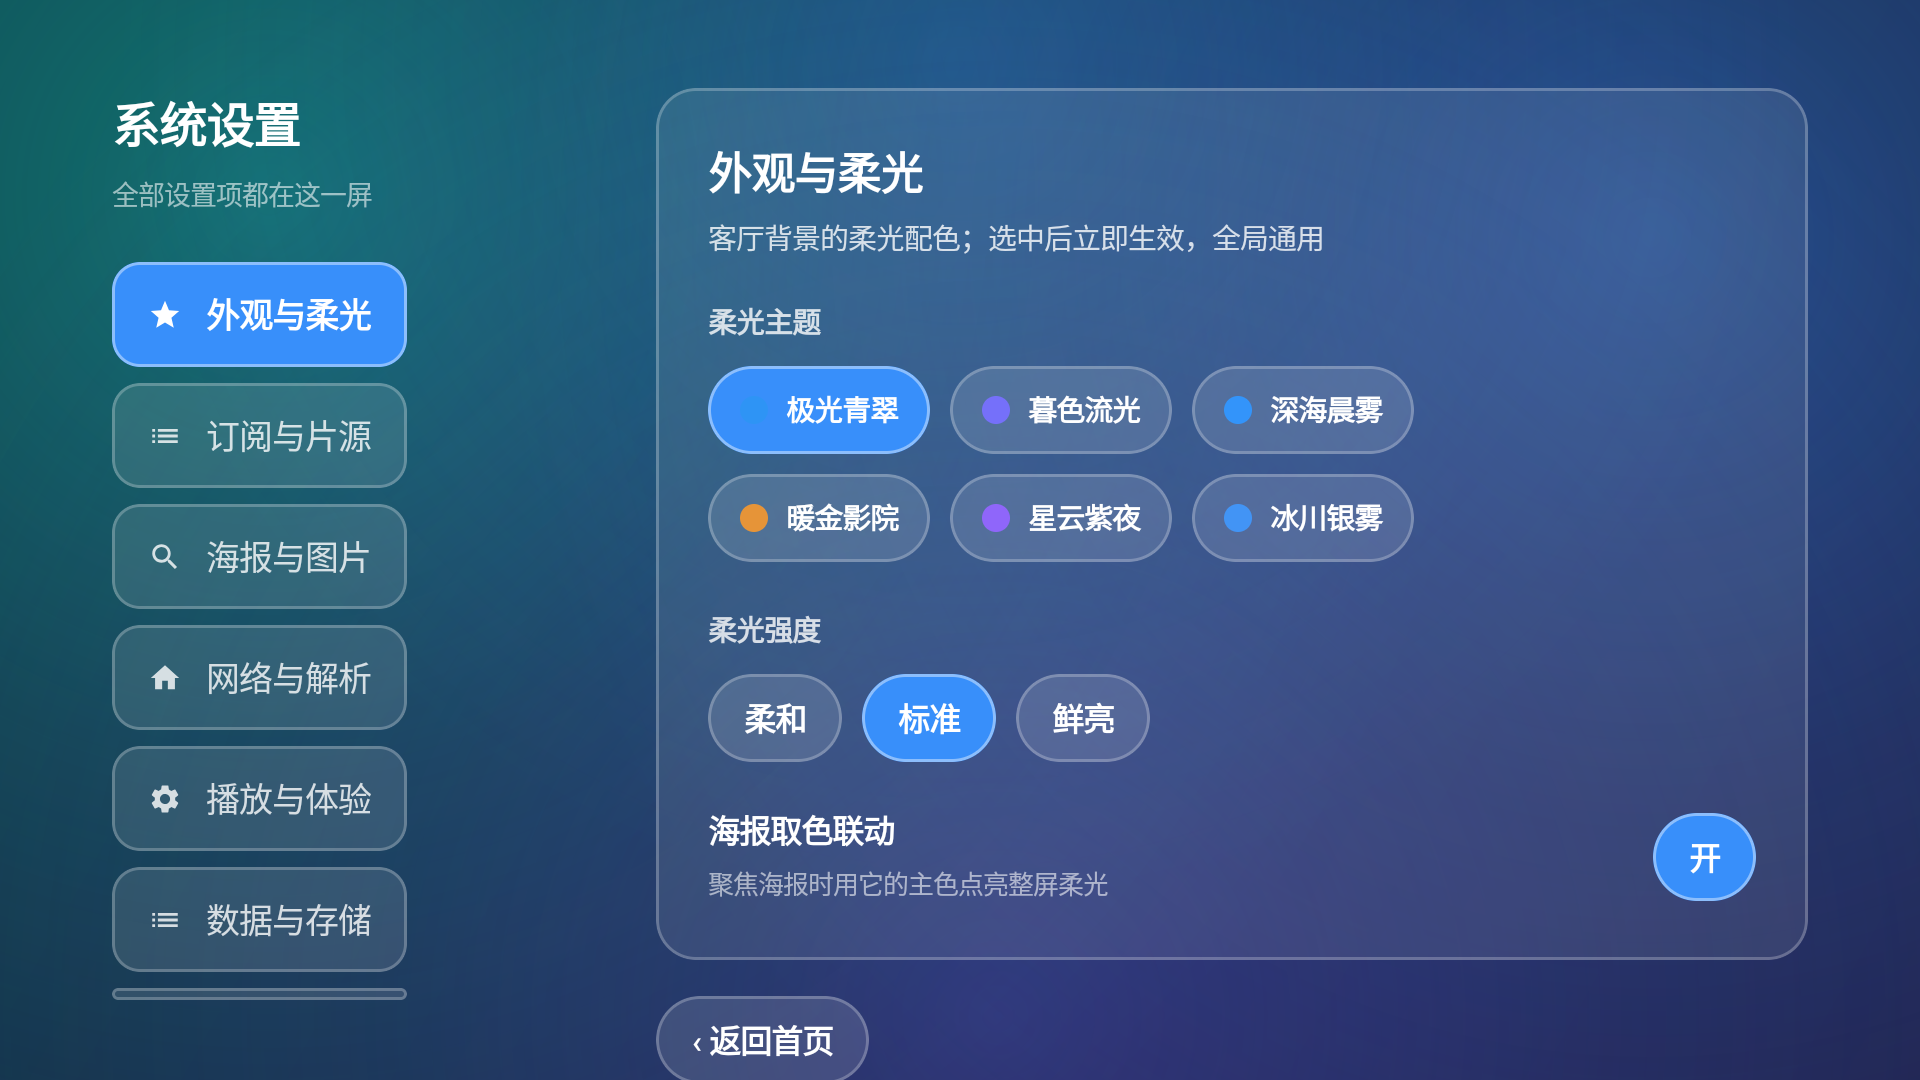 系统设置
全部设置项都在这一屏
外观与柔光
订阅与片源
海报与图片
网络与解析
播放与体验
数据与存储
外观与柔光
客厅背景的柔光配色；选中后立即生效，全局通用
柔光主题
极光青翠
暮色流光
深海晨雾
暖金影院
星云紫夜
冰川银雾
柔光强度
柔和
标准
鲜亮
海报取色联动
聚焦海报时用它的主色点亮整屏柔光
开
‹ 返回首页